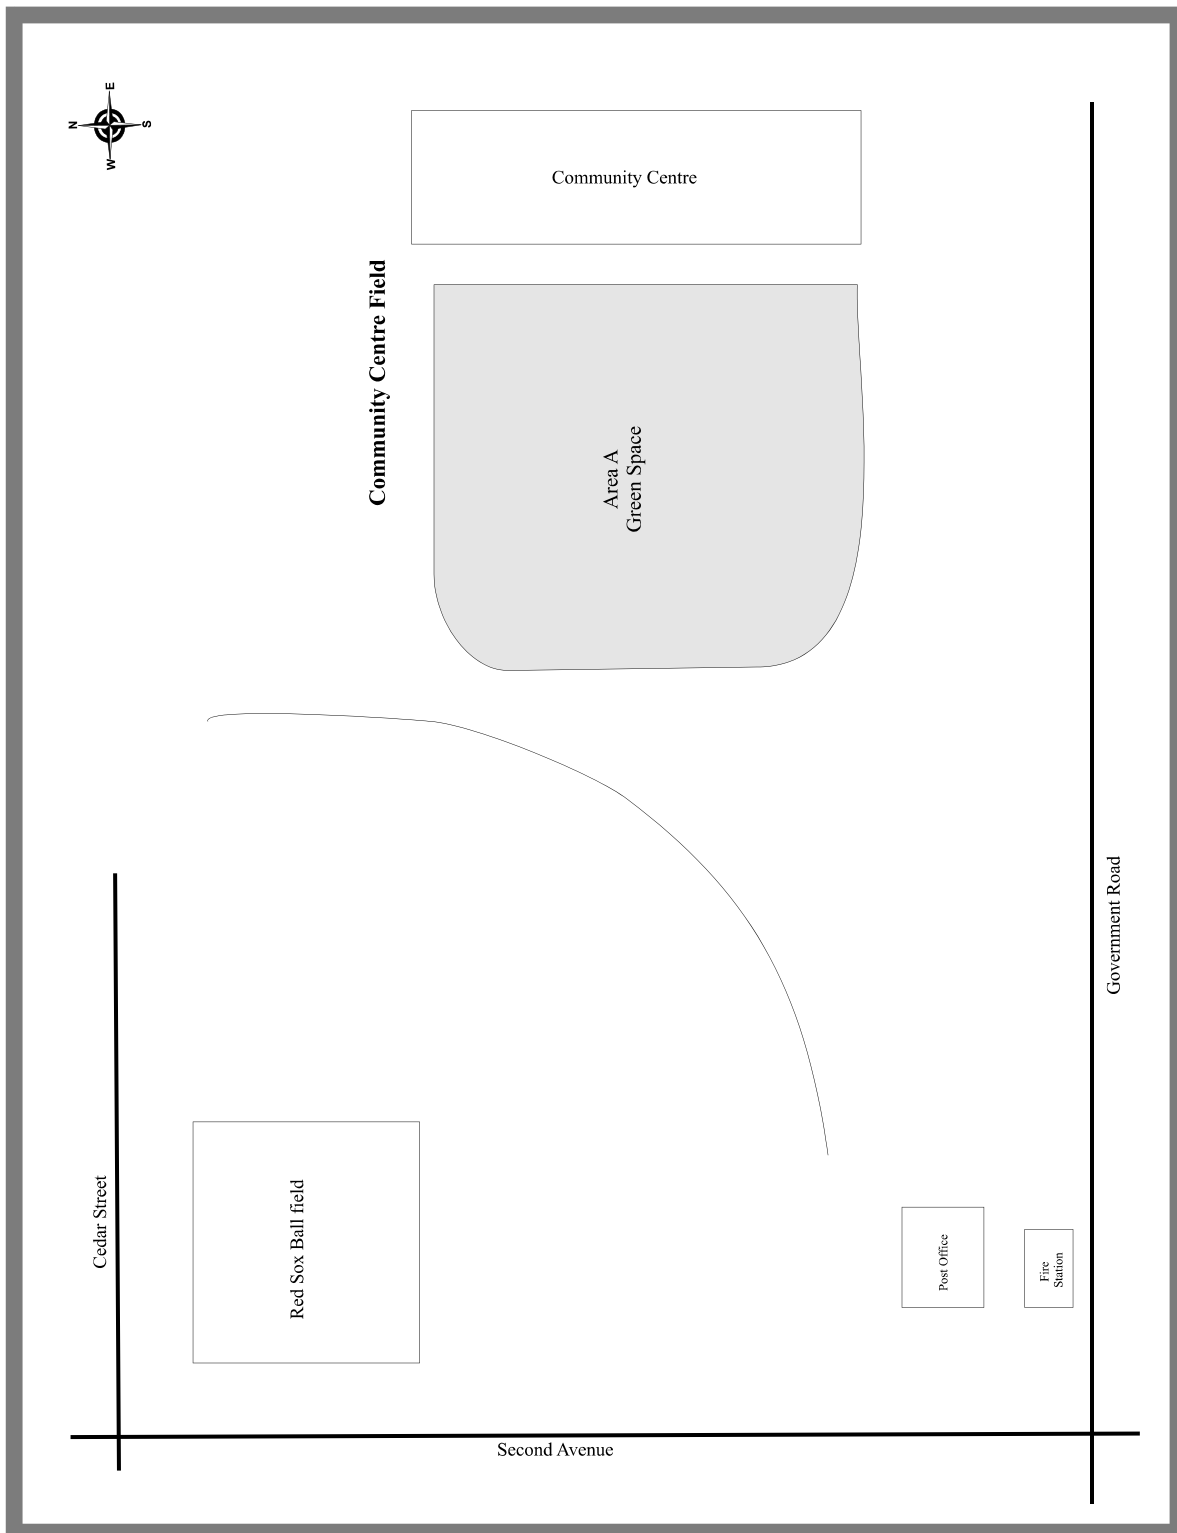 E
N
S
W
Community Centre
Community Centre Field
Area A
Green Space
Government Road
Cedar Street
Red Sox Ball field
Post Office
Fire
Station
Second Avenue